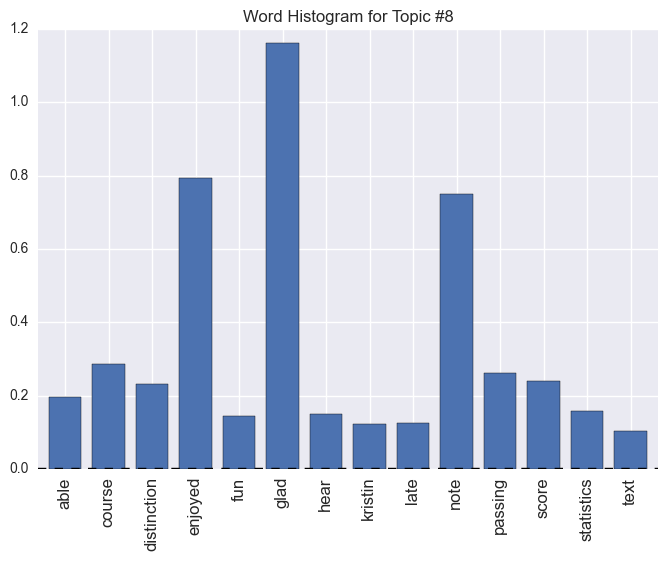 Word Histogram for Topic #8
1.2
1.0
0.8
0.6
0.4
0.2
0.0
able
course
distinction
enjoyed
fun
glad
hear
kristin
late
note
passing
score
statistics
text